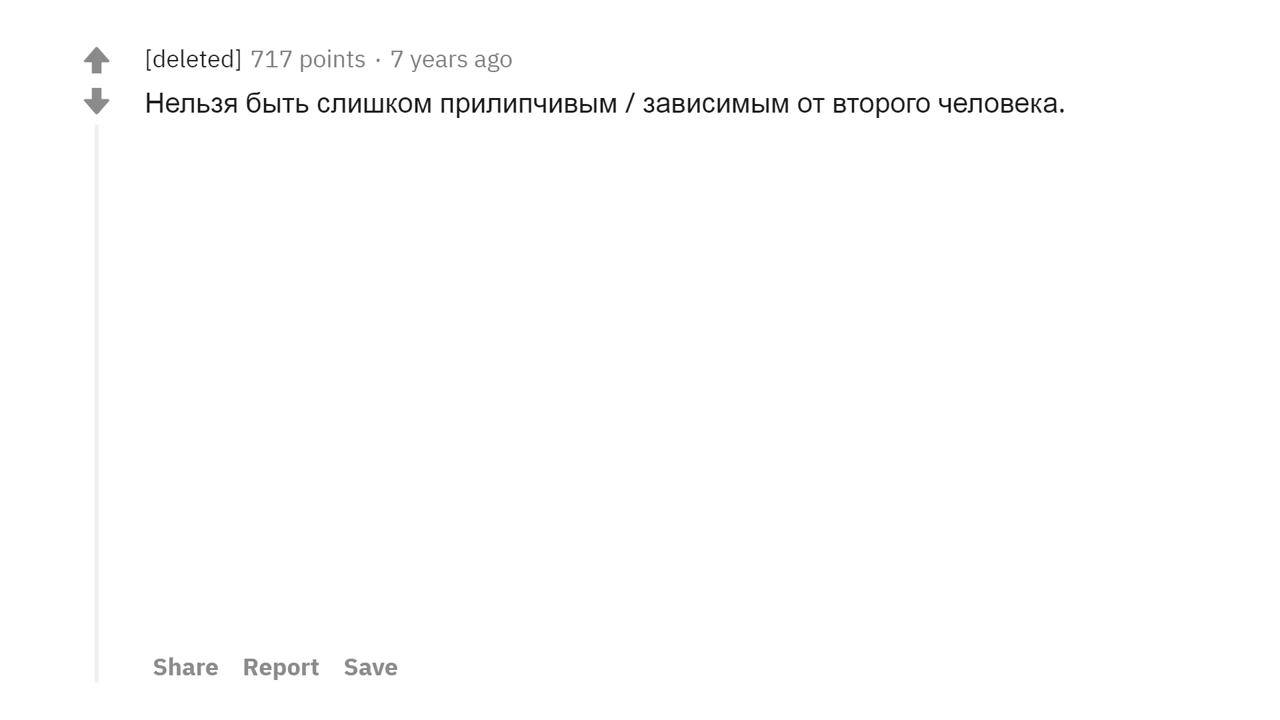 [deleted] 717 points · 7 years ago
Нельзя быть слишком прилипчивым / зависимым от второго человека.
Share Report Save